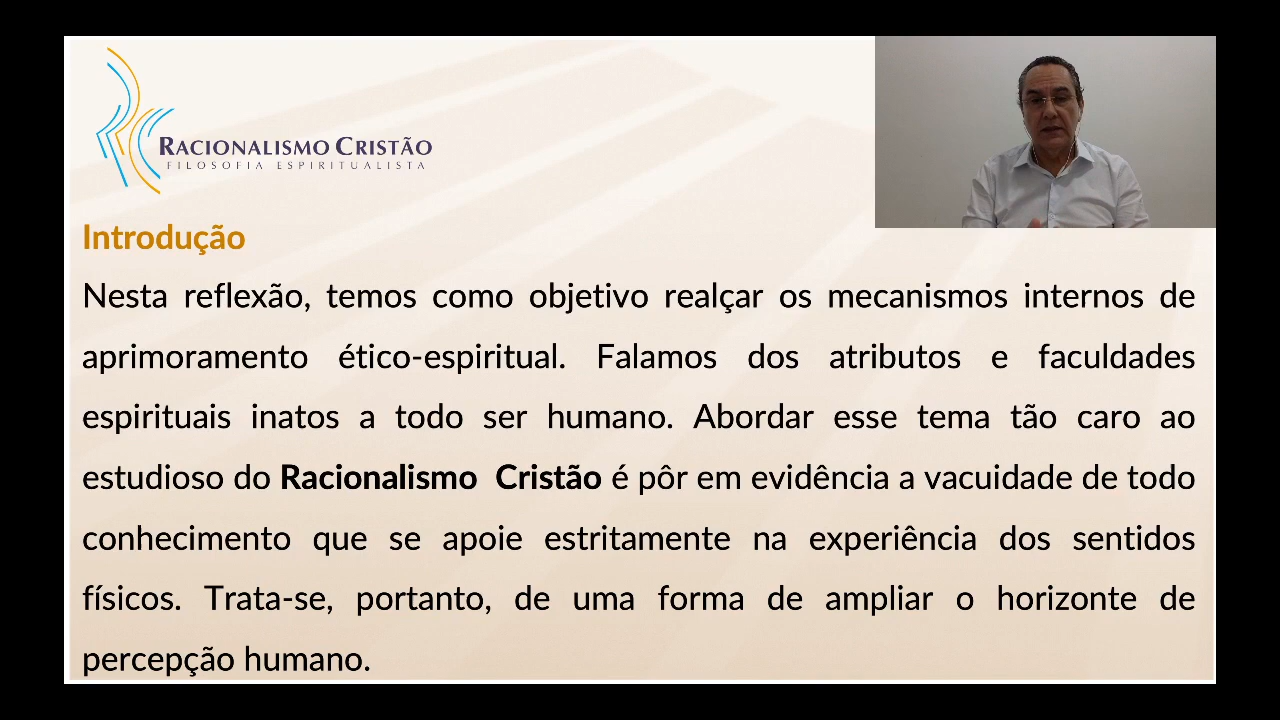 RACIONALISMO CRISTÃO
FILOSOFIA ESPIRITUALISTA
Introdução
Nesta reflexão, temos como objetivo realçar os mecanismos internos de
aprimoramento ético-espiritual. Falamos dos atributos e faculdades
espirituais inatos a todo ser humano. Abordar esse tema tão caro ao
estudioso do Racionalismo Cristão é pôr em evidência a vacuidade de todo
conhecimento que se apoie estritamente na experiência dos sentidos
físicos. Trata-se, portanto, de uma forma de ampliar o horizonte de
percepção humano.